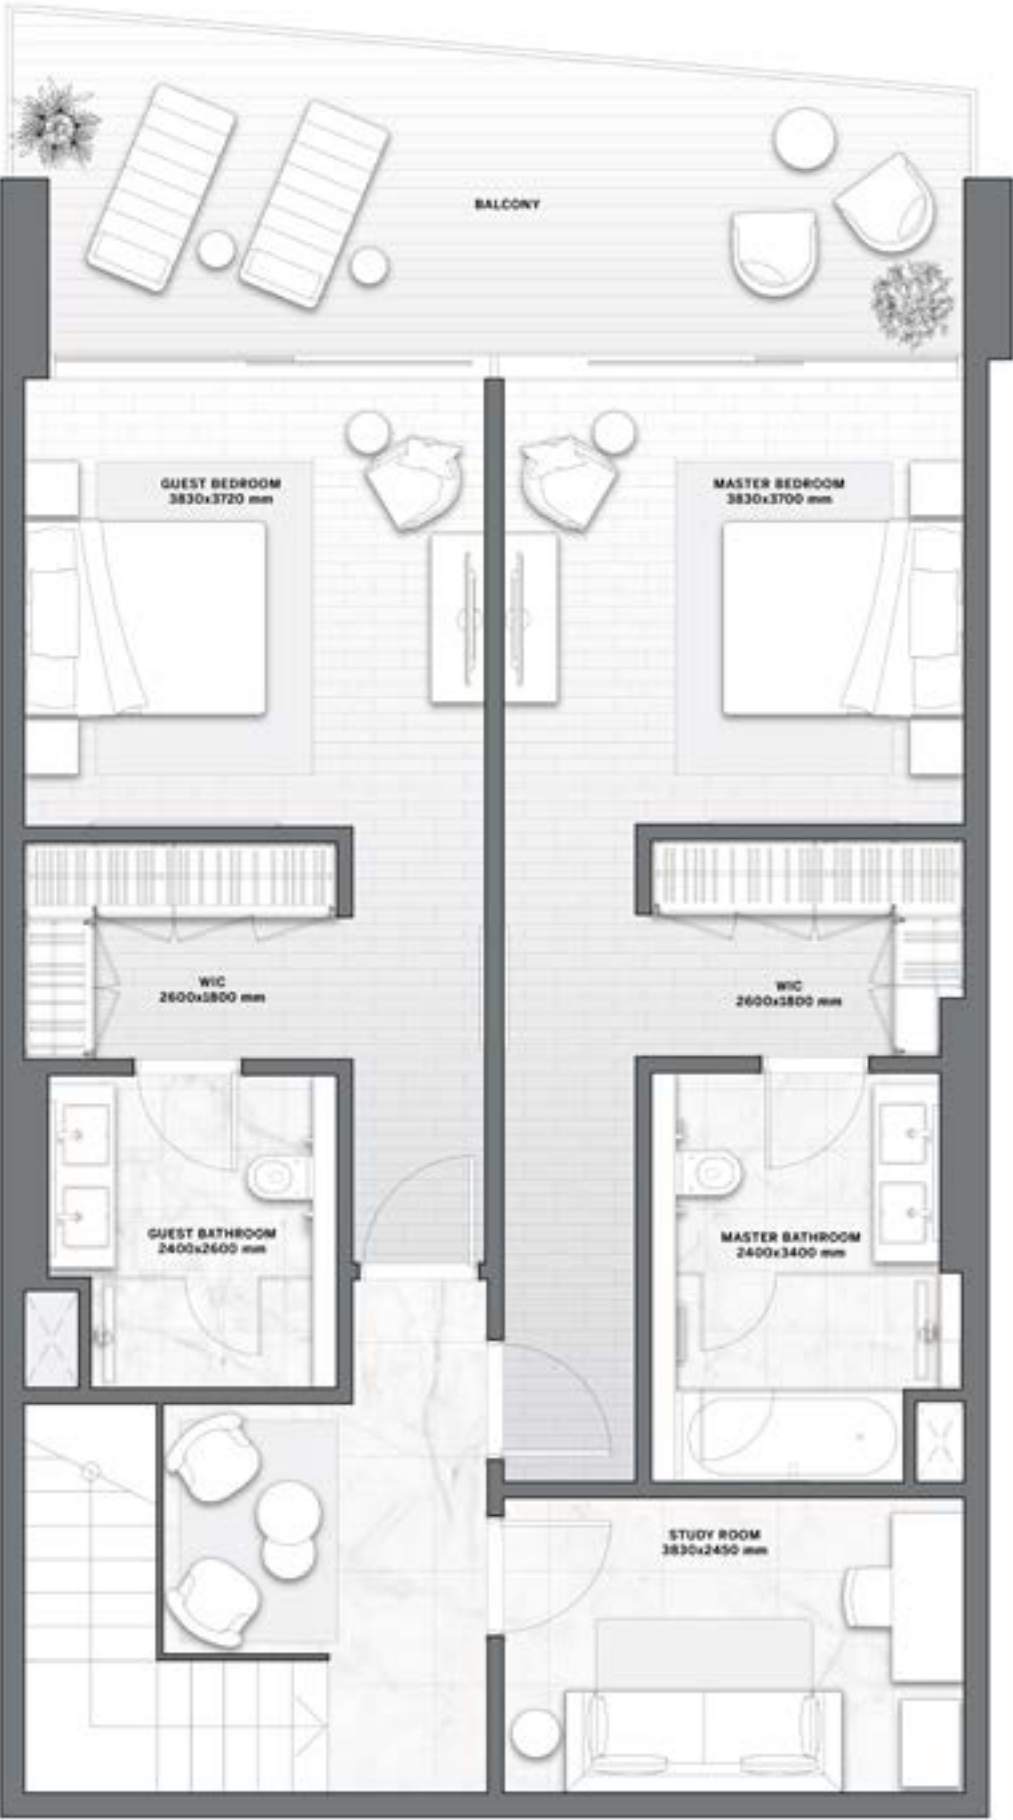 BALCONY
GUEST BEDROOM
3830x3720 mm
MASTER BEDROOM
3830x3700 mm
WIC
2600x1800 mm
WIC
2600x1800 mm
GUEST BATHROOM
2400x2600 mm
MASTER BATHROOM
2400x3400 mm
STUDY ROOM
3830x2450 mm